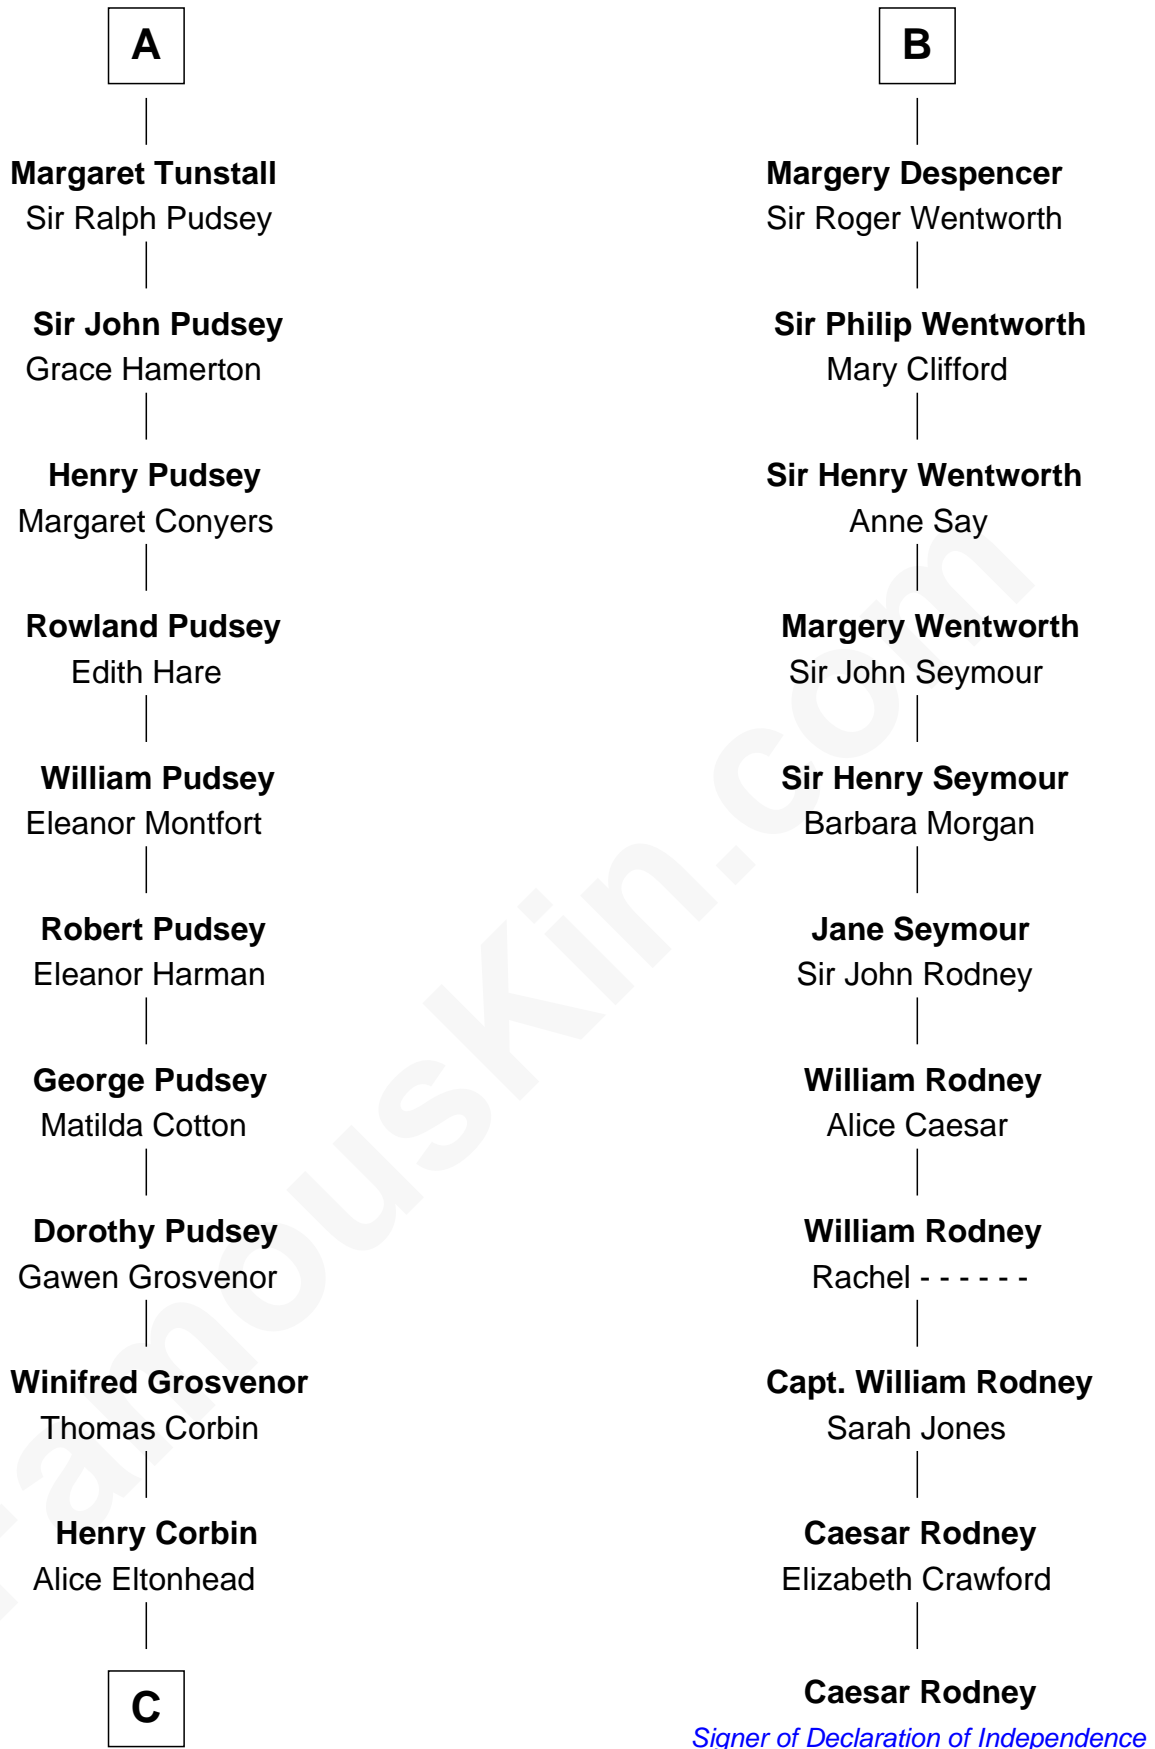 A
Margaret Tunstall
Sir Ralph Pudsey
Sir John Pudsey
Grace Hamerton
Henry Pudsey
Margaret Conyers
Rowland Pudsey
Edith Hare
William Pudsey
Eleanor Montfort
Robert Pudsey
Eleanor Harman
George Pudsey
Matilda Cotton
Dorothy Pudsey
Gawen Grosvenor
Winifred Grosvenor
Thomas Corbin
Henry Corbin
Alice Eltonhead
C
B
Margery Despencer
Sir Roger Wentworth
Sir Philip Wentworth
Mary Clifford
Sir Henry Wentworth
Anne Say
Margery Wentworth
Sir John Seymour
Sir Henry Seymour
Barbara Morgan
Jane Seymour
Sir John Rodney
William Rodney
Alice Caesar
William Rodney
Rachel - - - - - -
Capt. William Rodney
Sarah Jones
Caesar Rodney
Elizabeth Crawford
Caesar Rodney
Signer of Declaration of Independence
FamousKin.com